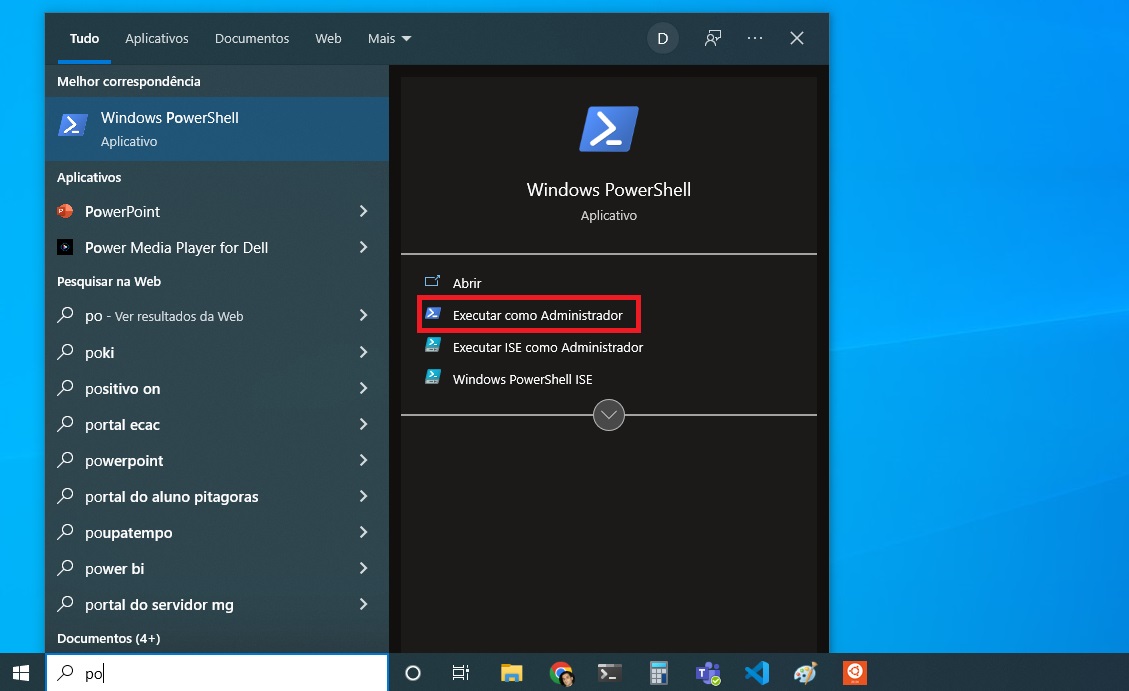 Tudo Aplicativos Documentos Web Mais D
Melhor correspondência
Windows PowerShell
Aplicativo
Aplicativos
PowerPoint
Power Media Player for Dell
Pesquisar na Web
po - Ver resultados da Web
poki
positivo on
portal ecac
powerpoint
portal do aluno pitagoras
poupatempo
power bi
portal do servidor mg
Documentos (4+)
po
Windows PowerShell
Aplicativo
Abrir
Executar como Administrador
Executar ISE como Administrador
Windows PowerShell ISE